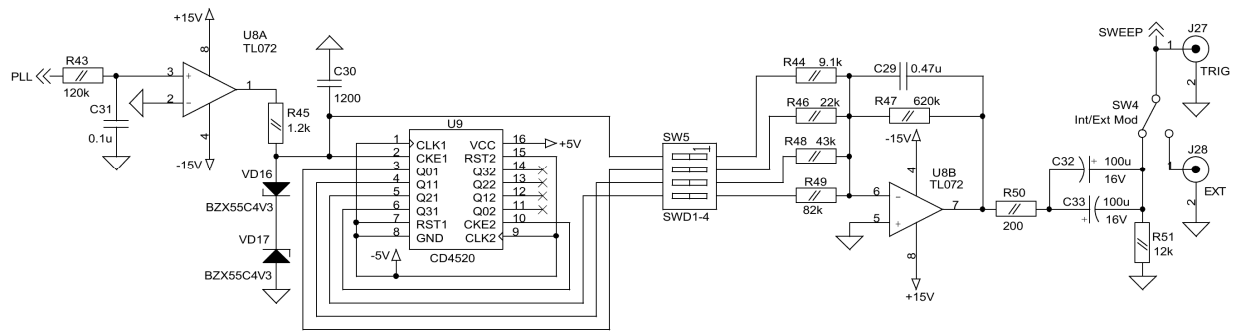 PLL
R43
120k
C31
0.1u
+15V
8
U8A
TL072
3
+
2
-
1
4
-15V
R45
1.2k
C30
1200
VD16
BZX55C4V3
VD17
BZX55C4V3
U9
1 CLK1 VCC 16 +5V
2 CKE1 RST2 15
3 Q01 Q32 14
4 Q11 Q22 13
5 Q21 Q12 12
6 Q31 Q02 11
7 RST1 CKE2 10
8 GND CLK2 9
-5V
CD4520
SW5
1
SWD1-4
R44 9.1k
R46 22k
R48 43k
R49
82k
C29 0.47u
R47 620k
-15V
4
U8B
TL072
6
-
5
+
7
8
+15V
R50
200
C32 + 100u
16V
C33 100u
+ 16V
R51
12k
SWEEP
J27
1
2
TRIG
SW4
Int/Ext Mod
J28
1
2
EXT